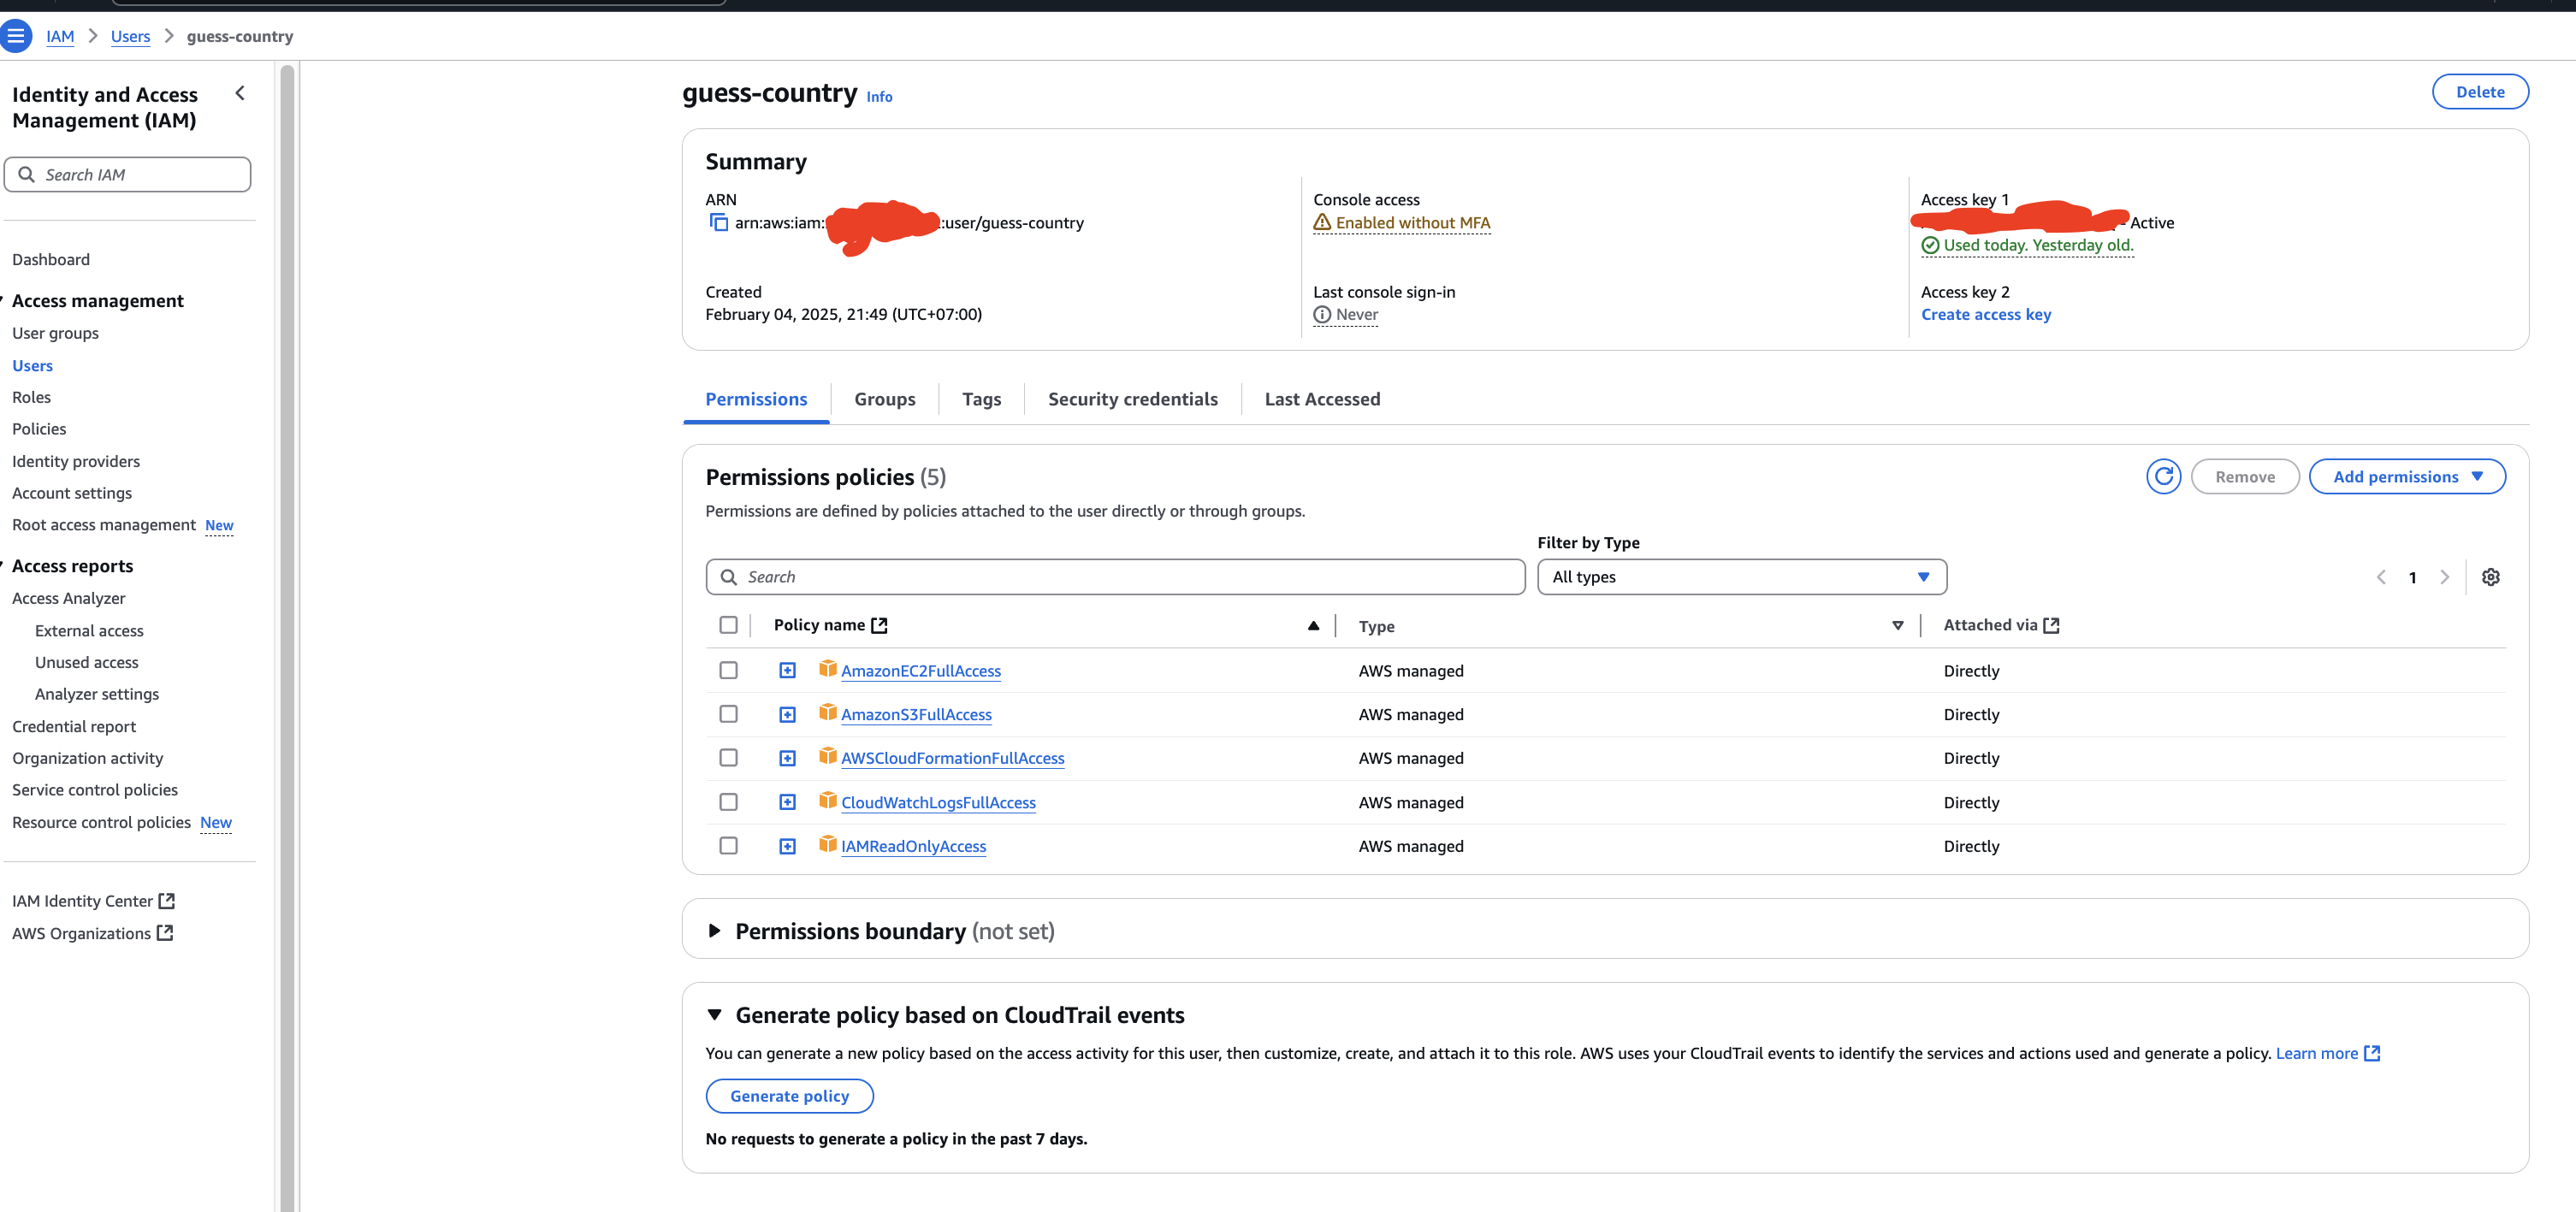 IAM > Users > guess-country
Identity and Access Management (IAM)
Search IAM
Dashboard
Access management
User groups
Users
Roles
Policies
Identity providers
Account settings
Root access management New
Access reports
Access Analyzer
External access
Unused access
Analyzer settings
Credential report
Organization activity
Service control policies
Resource control policies New
IAM Identity Center
AWS Organizations
guess-country Info
Delete
Summary
ARN
arn:aws:iam: :user/guess-country
Created
February 04, 2025, 21:49 (UTC+07:00)
Console access
Enabled without MFA
Last console sign-in
Never
Access key 1
- Active
Used today. Yesterday old.
Access key 2
Create access key
Permissions
Groups
Tags
Security credentials
Last Accessed
Permissions policies (5)
Remove
Add permissions
Permissions are defined by policies attached to the user directly or through groups.
Filter by Type
Search
All types
1
Policy name Type Attached via
AmazonEC2FullAccess AWS managed Directly
AmazonS3FullAccess AWS managed Directly
AWSCloudFormationFullAccess AWS managed Directly
CloudWatchLogsFullAccess AWS managed Directly
IAMReadOnlyAccess AWS managed Directly
Permissions boundary (not set)
Generate policy based on CloudTrail events
You can generate a new policy based on the access activity for this user, then customize, create, and attach it to this role. AWS uses your CloudTrail events to identify the services and actions used and generate a policy. Learn more
Generate policy
No requests to generate a policy in the past 7 days.